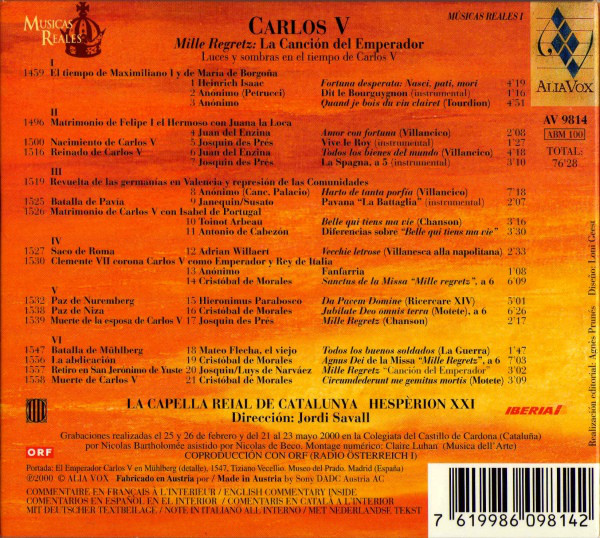 MUSICAS REALES
CARLOS V
MÚSICAS REALES I
Mille Regretz: La Canción del Emperador
Luces y sombras en el tiempo de Carlos V
ALIAVOX
AV 9814
ABM 100
TOTAL:
76'28
I
1459 El tiempo de Maximiliano I y de María de Borgoña
1 Heinrich Isaac Fortuna desperata: Nasci, pati, mori 4'19
2 Anónimo (Petrucci) Dit le Bourguygnon (instrumental) 1'16
3 Anónimo Quand je bois du vin clairet (Tourdion) 4'51
II
1496 Matrimonio de Felipe I el Hermoso con Juana la Loca
4 Juan del Enzina Amor con fortuna (Villancico) 2'08
1500 Nacimiento de Carlos V 5 Josquin des Prés Vive le Roy (instrumental) 1'27
1516 Reinado de Carlos V 6 Juan del Enzina Todos los bienes del mundo (Villancico) 4'18
7 Josquin des Prés La Spagna, a 5 (instrumental) 3'10
III
1519 Revuelta de las germanías en Valencia y represión de las Comunidades
8 Anónimo (Canc. Palacio) Harto de tanta porfía (Villancico) 7'18
1525 Batalla de Pavía 9 Janequin/Susato Pavana "La Battaglia" (instrumental) 2'07
1526 Matrimonio de Carlos V con Isabel de Portugal
10 Toinot Arbeau Belle qui tiens ma vie (Chanson) 3'16
11 Antonio de Cabezón Diferencias sobre "Belle qui tiens ma vie" 3'30
IV
1527 Saco de Roma 12 Adrian Willaert Vecchie letrose (Villanesca alla napolitana) 2'33
1530 Clemente VII corona Carlos V como Emperador y Rey de Italia
13 Anónimo Fanfarria 1'08
14 Cristóbal de Morales Sanctus de la Missa "Mille regretz", a 6 4'09
V
1532 Paz de Nuremberg 15 Hieronimus Parabosco Da Pacem Domine (Ricercare XIV) 5'01
1538 Paz de Niza 16 Cristóbal de Morales Jubilate Deo omnis terra (Motete), a 6 6'26
1539 Muerte de la esposa de Carlos V 17 Josquin des Prés Mille Regretz (Chanson) 2'17
VI
1547 Batalla de Mühlberg 18 Mateo Flecha, el viejo Todos los buenos soldados (La Guerra) 1'47
1556 La abdicación 19 Cristóbal de Morales Agnus Dei de la Missa "Mille regretz", a 6 7'03
1557 Retiro en San Jerónimo de Yuste 20 Josquin/Luys de Narváez Mille Regretz "Canción del Emperador" 3'02
1558 Muerte de Carlos V 21 Cristóbal de Morales Circumdederunt me gemitus mortis (Motete) 3'09
LA CAPELLA REIAL DE CATALUNYA HESPÈRION XXI
Dirección: Jordi Savall
IBERIA
ORF
Grabaciones realizadas el 25 y 26 de febrero y del 21 al 23 mayo 2000 en la Colegiata del Castillo de Cardona (Cataluña)
por Nicolas Bartholomée asistido por Nicolas de Beco. Montage numérico: Claire Luban (Musica dell'Arte)
COPRODUCCIÓN CON ORF (RADIO ÖSTERREICH I)
Portada: El Emperador Carlos V en Mühlberg (detalle), 1547, Tiziano Vecellio. Museo del Prado. Madrid (España)
℗2000 © ALIA VOX - Fabricado en Austria por / Made in Austria by Sony DADC Austria AC
COMMENTAIRE EN FRANÇAIS À L'INTERIEUR / ENGLISH COMMENTARY INSIDE
COMENTARIOS EN ESPAÑOL EN EL INTERIOR / COMENTARIS EN CATALÀ A L'INTERIOR
MIT DEUTSCHER TEXTBEILAGE / NOTE IN ITALIANO ALL INTERNO / MET NEDERLANDSE TEKST
7 619986 098142
Realización editorial: Agnès Prunés Diseño: Loni Geest